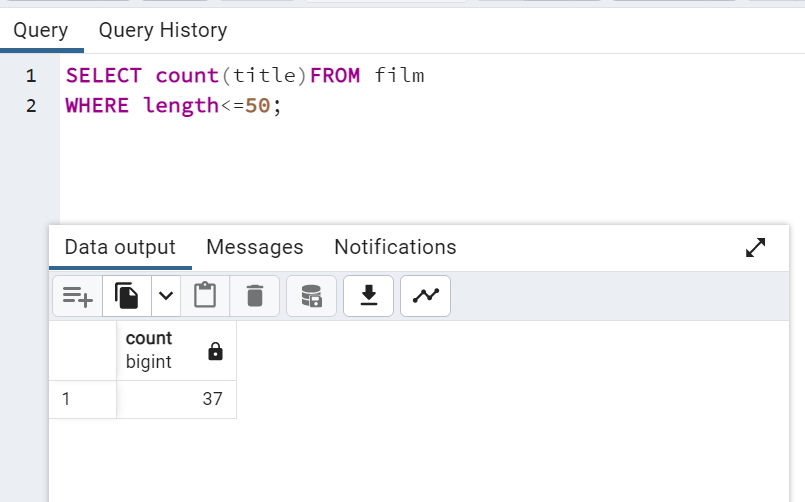 Query Query History
1 SELECT count(title)FROM film
2 WHERE length<=50;
Data output Messages Notifications
count
bigint
1 37